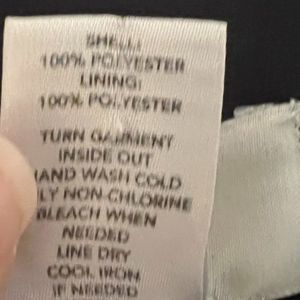 SHELL:
100% POLYESTER
LINING:
100% POLYESTER
TURN GARMENT
INSIDE OUT
HAND WASH COLD
LY NON-CHLORINE
BLEACH WHEN
NEEDED
LINE DRY
COOL IRON
IF NEEDED